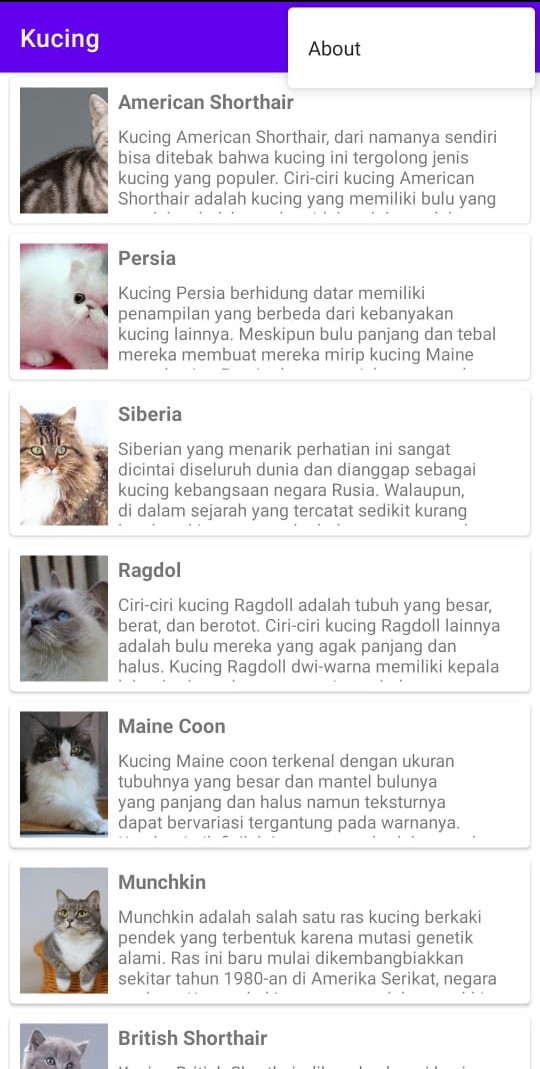 Kucing
About
American Shorthair
Kucing American Shorthair, dari namanya sendiri
bisa ditebak bahwa kucing ini tergolong jenis
kucing yang populer. Ciri-ciri kucing American
Shorthair adalah kucing yang memiliki bulu yang
Persia
Kucing Persia berhidung datar memiliki
penampilan yang berbeda dari kebanyakan
kucing lainnya. Meskipun bulu panjang dan tebal
mereka membuat mereka mirip kucing Maine
Siberia
Siberian yang menarik perhatian ini sangat
dicintai diseluruh dunia dan dianggap sebagai
kucing kebangsaan negara Rusia. Walaupun,
di dalam sejarah yang tercatat sedikit kurang
Ragdol
Ciri-ciri kucing Ragdoll adalah tubuh yang besar,
berat, dan berotot. Ciri-ciri kucing Ragdoll lainnya
adalah bulu mereka yang agak panjang dan
halus. Kucing Ragdoll dwi-warna memiliki kepala
Maine Coon
Kucing Maine coon terkenal dengan ukuran
tubuhnya yang besar dan mantel bulunya
yang panjang dan halus namun teksturnya
dapat bervariasi tergantung pada warnanya.
Munchkin
Munchkin adalah salah satu ras kucing berkaki
pendek yang terbentuk karena mutasi genetik
alami. Ras ini baru mulai dikembangbiakkan
sekitar tahun 1980-an di Amerika Serikat, negara
British Shorthair